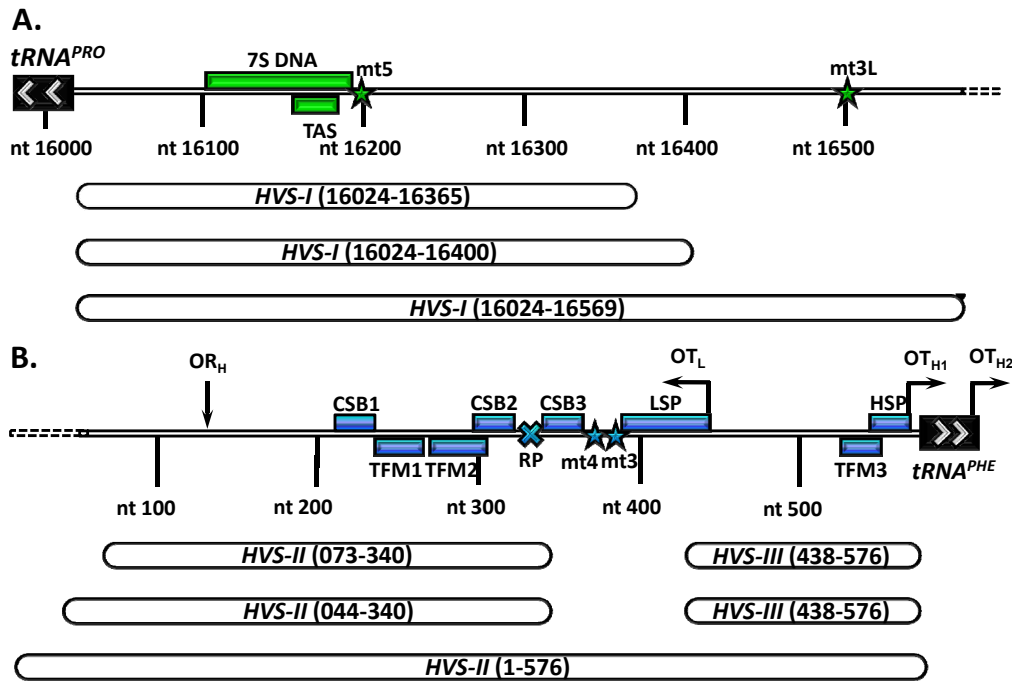 A.
tRNA^PRO
7S DNA
mt5
mt3L
TAS
nt 16000
nt 16100
nt 16200
nt 16300
nt 16400
nt 16500
HVS-I (16024-16365)
HVS-I (16024-16400)
HVS-I (16024-16569)
B.
OR_H
OT_L
OT_H1
OT_H2
CSB1
CSB2
CSB3
LSP
HSP
TFM1
TFM2
RP
mt4
mt3
TFM3
tRNA^PHE
nt 100
nt 200
nt 300
nt 400
nt 500
HVS-II (073-340)
HVS-III (438-576)
HVS-II (044-340)
HVS-III (438-576)
HVS-II (1-576)